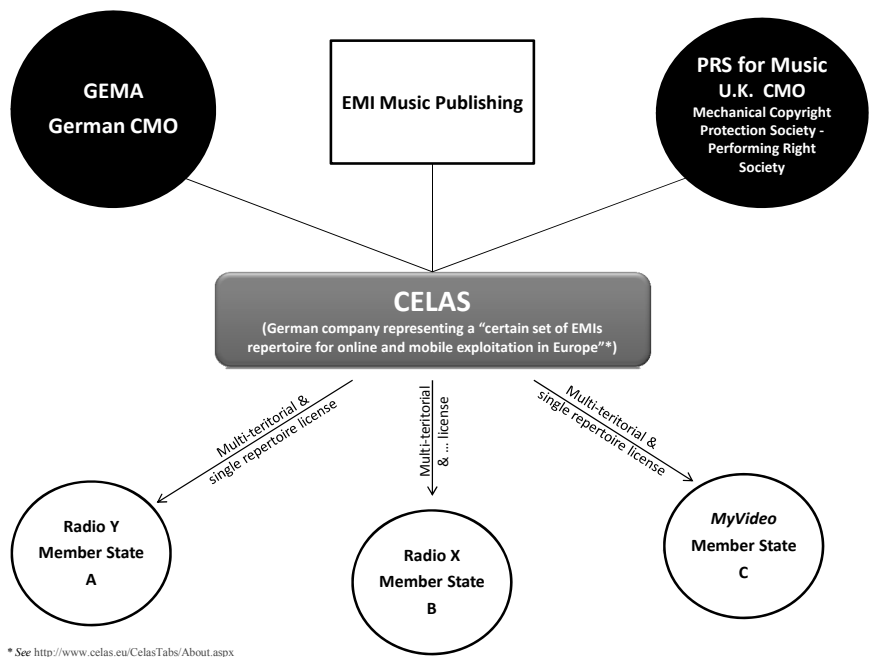 GEMA
German CMO
EMI Music Publishing
PRS for Music
U.K. CMO
Mechanical Copyright
Protection Society -
Performing Right
Society
CELAS
(German company representing a “certain set of EMIs
repertoire for online and mobile exploitation in Europe”*)
Multi-teritorial &
single repertoire license
Multi-teritorial
& ... license
Multi-teritorial &
single repertoire license
Radio Y
Member State
A
Radio X
Member State
B
MyVideo
Member State
C
* See http://www.celas.eu/CelasTabs/About.aspx